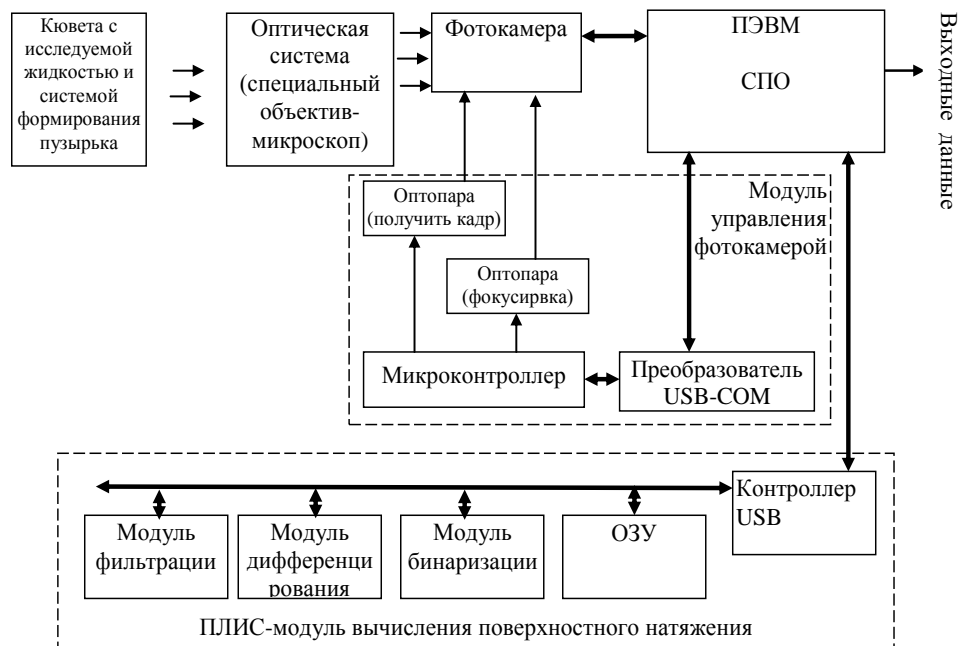 Кювета с
исследуемой
жидкостью и
системой
формирования
пузырька
Оптическая
система
(специальный
объектив-
микроскоп)
Фотокамера
ПЭВМ
СПО
Выходные данные
Оптопара
(получить кадр)
Оптопара
(фокусирвка)
Модуль
управления
фотокамерой
Микроконтроллер
Преобразователь
USB-COM
Контроллер
USB
Модуль
фильтрации
Модуль
дифференци
рования
Модуль
бинаризации
ОЗУ
ПЛИС-модуль вычисления поверхностного натяжения